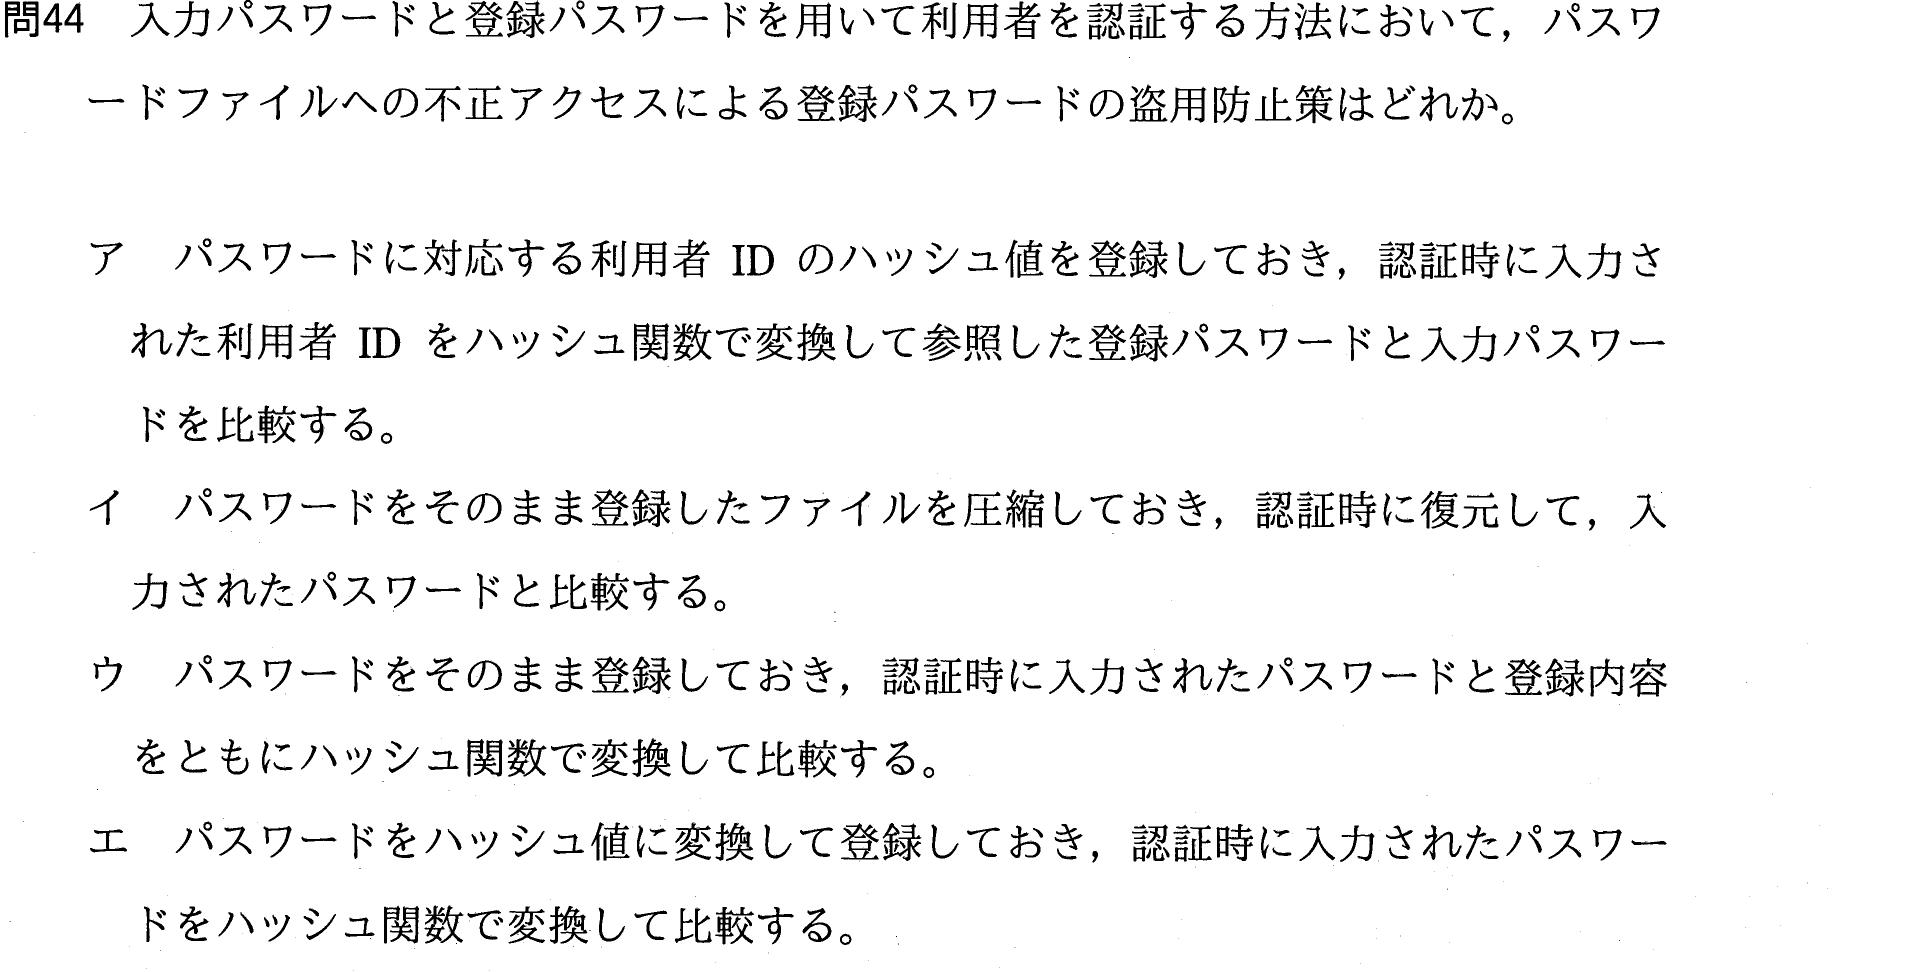 問44　入力パスワードと登録パスワードを用いて利用者を認証する方法において，パスワ
ードファイルへの不正アクセスによる登録パスワードの盗用防止策はどれか。
ア　パスワードに対応する利用者 ID のハッシュ値を登録しておき，認証時に入力さ
れた利用者 ID をハッシュ関数で変換して参照した登録パスワードと入力パスワー
ドを比較する。
イ　パスワードをそのまま登録したファイルを圧縮しておき，認証時に復元して，入
力されたパスワードと比較する。
ウ　パスワードをそのまま登録しておき，認証時に入力されたパスワードと登録内容
をともにハッシュ関数で変換して比較する。
エ　パスワードをハッシュ値に変換して登録しておき，認証時に入力されたパスワー
ドをハッシュ関数で変換して比較する。